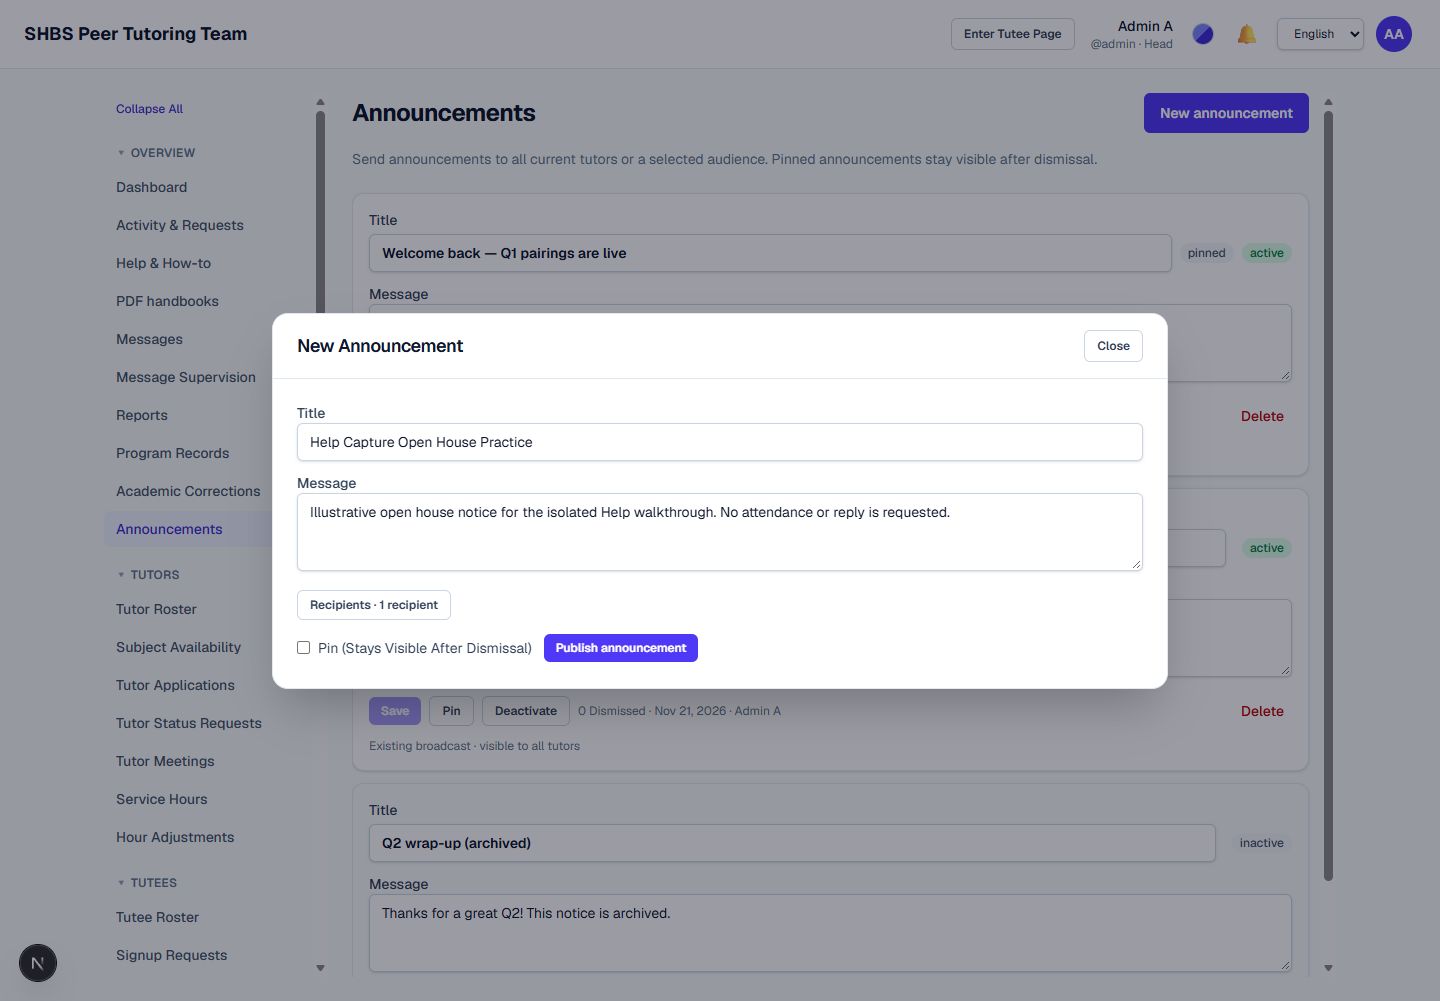 SHBS Peer Tutoring Team
Enter Tutee Page
Admin A
@admin · Head
English
AA
Collapse All
OVERVIEW
Dashboard
Activity & Requests
Help & How-to
PDF handbooks
Messages
Message Supervision
Reports
Program Records
Academic Corrections
Announcements
TUTORS
Tutor Roster
Subject Availability
Tutor Applications
Tutor Status Requests
Tutor Meetings
Service Hours
Hour Adjustments
TUTEES
Tutee Roster
Signup Requests
N
Announcements
New announcement
Send announcements to all current tutors or a selected audience. Pinned announcements stay visible after dismissal.
Title
Welcome back — Q1 pairings are live
pinned
active
Message
Delete
New Announcement
Close
Title
Help Capture Open House Practice
Message
Illustrative open house notice for the isolated Help walkthrough. No attendance or reply is requested.
Recipients · 1 recipient
Pin (Stays Visible After Dismissal)
Publish announcement
active
Save
Pin
Deactivate
0 Dismissed · Nov 21, 2026 · Admin A
Delete
Existing broadcast · visible to all tutors
Title
Q2 wrap-up (archived)
inactive
Message
Thanks for a great Q2! This notice is archived.